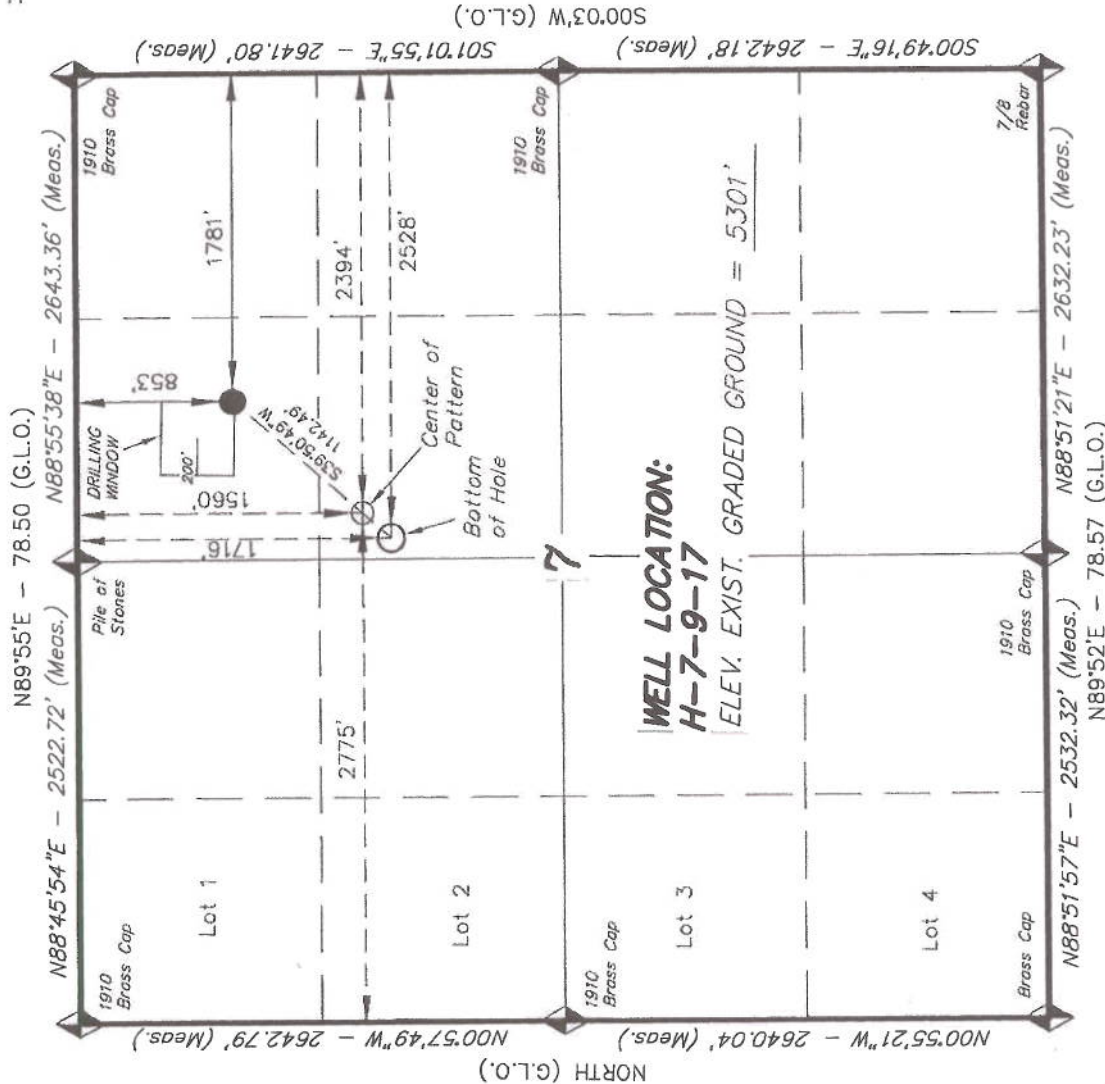 N89°55'E - 78.50 (G.L.O.)
N88°45'54"E - 2522.72' (Meas.)
N88°55'38"E - 2643.36' (Meas.)
1910
Brass Cap
Pile of
Stones
1910
Brass Cap
DRILLING
WINDOW
853'
200'
1781'
1560'
1716'
S39°50'49"W
1142.49'
2394'
2528'
Center of
Pattern
Bottom
of Hole
2775'
Lot 1
Lot 2
Lot 3
Lot 4
NORTH (G.L.O.)
N00°57'49"W - 2642.79' (Meas.)
N00°55'21"W - 2640.04' (Meas.)
S00°03'W (G.L.O.)
S01°01'55"E - 2641.80' (Meas.)
S00°49'16"E - 2642.18' (Meas.)
1910
Brass Cap
7
1910
Brass Cap
WELL LOCATION:
H-7-9-17
ELEV. EXIST. GRADED GROUND = 5301'
Brass Cap
1910
Brass Cap
7/8
Rebar
N88°51'57"E - 2532.32' (Meas.)
N88°51'21"E - 2632.23' (Meas.)
N89°52'E - 78.57 (G.L.O.)